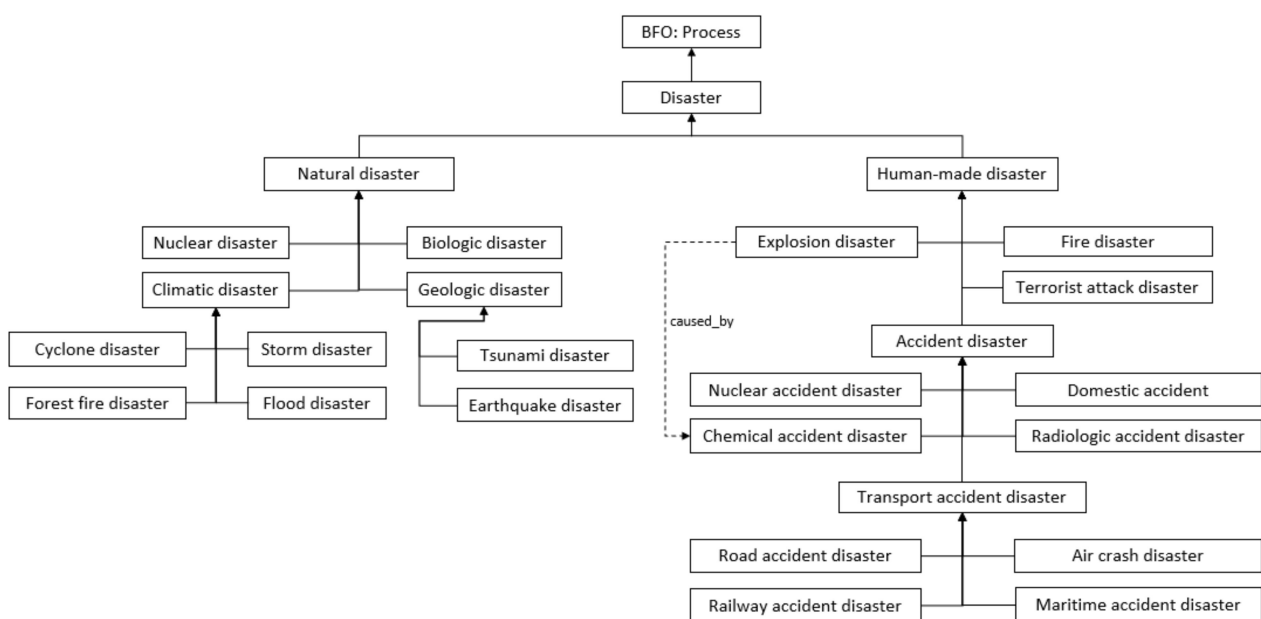 BFO: Process
Disaster
Natural disaster
Human-made disaster
Nuclear disaster
Biologic disaster
Explosion disaster
Fire disaster
Climatic disaster
Geologic disaster
Terrorist attack disaster
caused_by
Accident disaster
Cyclone disaster
Storm disaster
Tsunami disaster
Nuclear accident disaster
Domestic accident
Forest fire disaster
Flood disaster
Earthquake disaster
Chemical accident disaster
Radiologic accident disaster
Transport accident disaster
Road accident disaster
Air crash disaster
Railway accident disaster
Maritime accident disaster